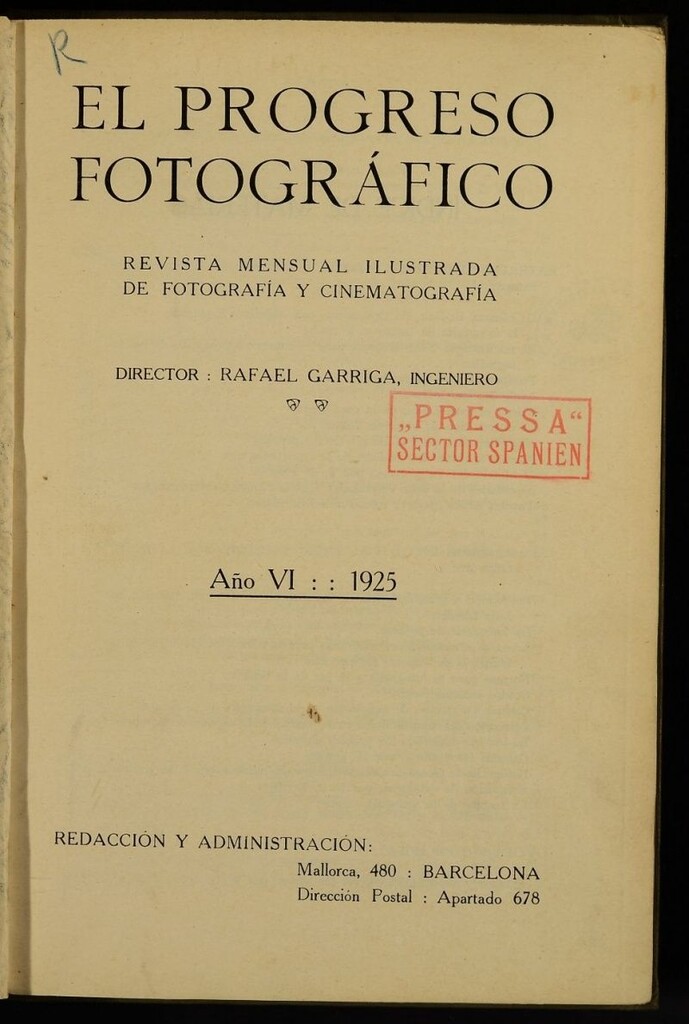 R
EL PROGRESO
FOTOGRÁFICO
REVISTA MENSUAL ILUSTRADA
DE FOTOGRAFÍA Y CINEMATOGRAFÍA
DIRECTOR : RAFAEL GARRIGA, INGENIERO
„PRESSA“
SECTOR SPANIEN
Año VI : : 1925
REDACCIÓN Y ADMINISTRACIÓN:
Mallorca, 480 : BARCELONA
Dirección Postal : Apartado 678